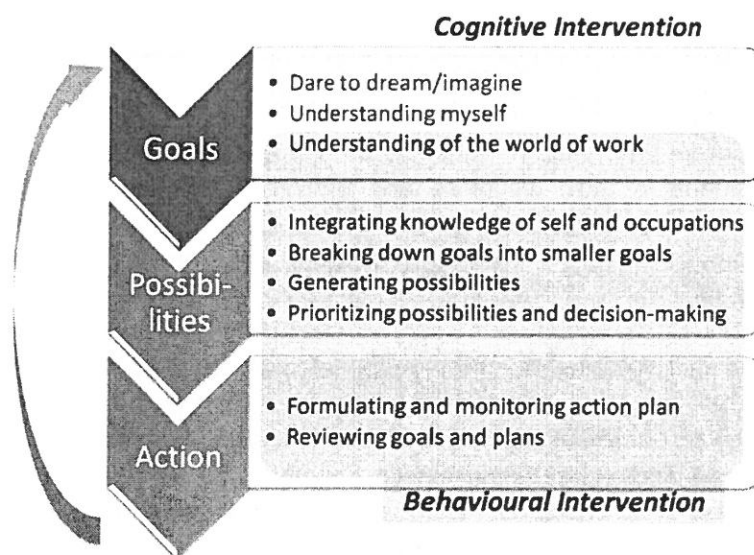 Cognitive Intervention
Goals
• Dare to dream/imagine
• Understanding myself
• Understanding of the world of work
Possibi-
lities
• Integrating knowledge of self and occupations
• Breaking down goals into smaller goals
• Generating possibilities
• Prioritizing possibilities and decision-making
Action
• Formulating and monitoring action plan
• Reviewing goals and plans
Behavioural Intervention